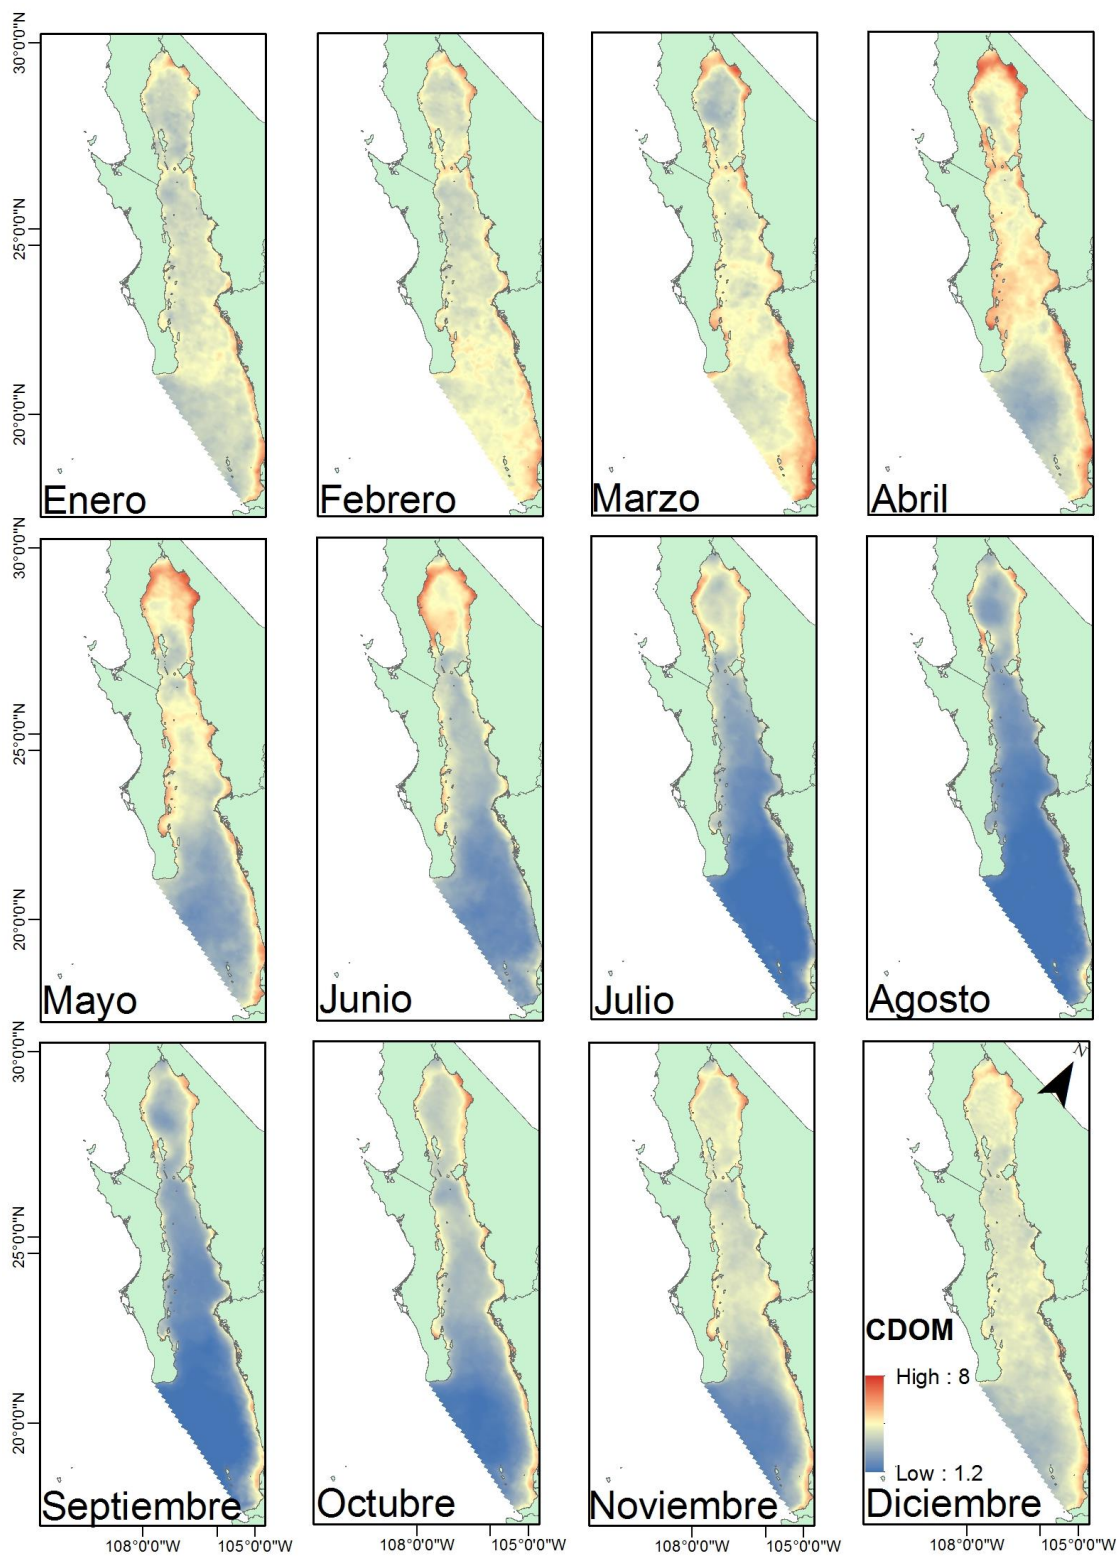 30°0'0"N
25°0'0"N
20°0'0"N
Enero
Febrero
Marzo
Abril
30°0'0"N
25°0'0"N
20°0'0"N
Mayo
Junio
Julio
Agosto
30°0'0"N
25°0'0"N
20°0'0"N
N
CDOM
High : 8
Low : 1.2
Septiembre
Octubre
Noviembre
Diciembre
108°0'0"W
105°0'0"W
108°0'0"W
105°0'0"W
108°0'0"W
105°0'0"W
108°0'0"W
105°0'0"W